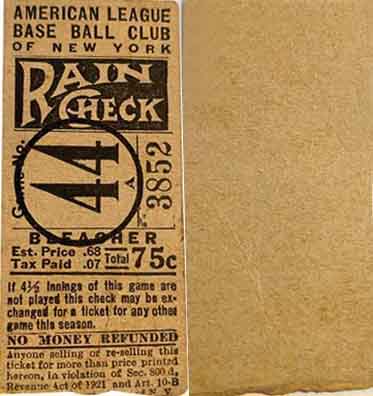 AMERICAN LEAGUE
BASE BALL CLUB
OF NEW YORK
RAIN
CHECK
Game No.
44
A
3852
BLEACHER
Est. Price .68
Tax Paid .07
Total 75c
If 4½ innings of this game are
not played this check may be ex-
changed for a ticket for any other
game this season.
NO MONEY REFUNDED
Anyone selling or re-selling this
ticket for more than price printed
hereon, in violation of Sec. 800 d,
Revenue Act of 1921 and Art. 10-B
N.Y.